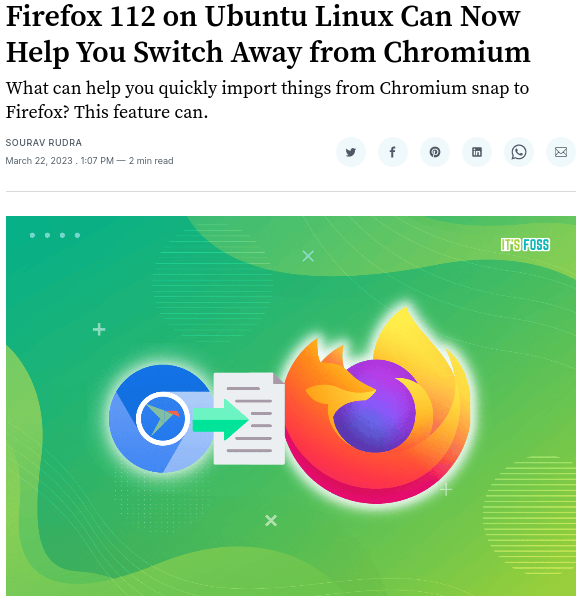 Firefox 112 on Ubuntu Linux Can Now
Help You Switch Away from Chromium
What can help you quickly import things from Chromium snap to
Firefox? This feature can.
SOURAV RUDRA
March 22, 2023 . 1:07 PM — 2 min read
IT'S FOSS